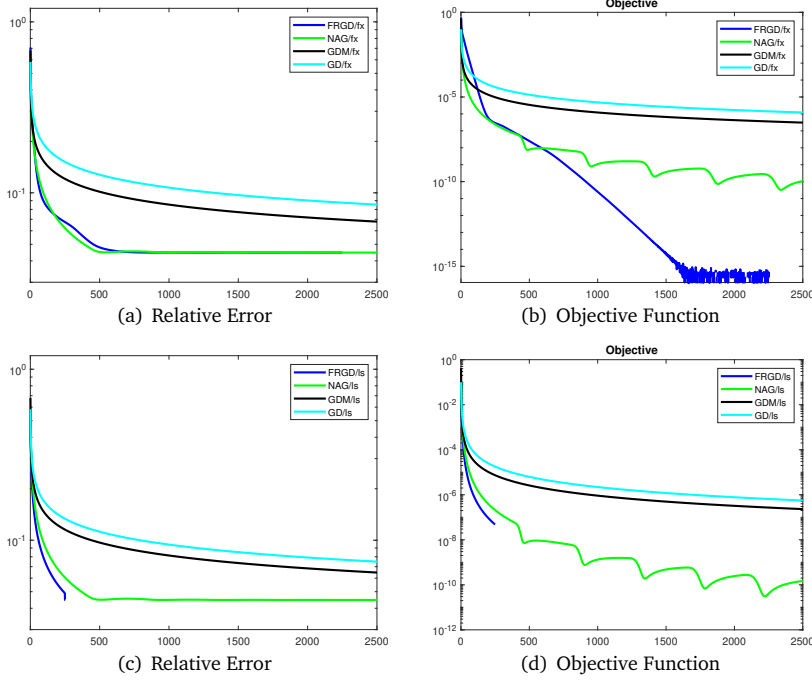 Objective
10^0
10^-1
FRGD/fx
NAG/fx
GDM/fx
GD/fx
0 500 1000 1500 2000 2500
(a) Relative Error
10^0
10^-5
10^-10
10^-15
FRGD/fx
NAG/fx
GDM/fx
GD/fx
0 500 1000 1500 2000 2500
(b) Objective Function
10^0
10^-1
FRGD/ls
NAG/ls
GDM/ls
GD/ls
0 500 1000 1500 2000 2500
(c) Relative Error
Objective
10^0
10^-2
10^-4
10^-6
10^-8
10^-10
10^-12
FRGD/ls
NAG/ls
GDM/ls
GD/ls
0 500 1000 1500 2000 2500
(d) Objective Function